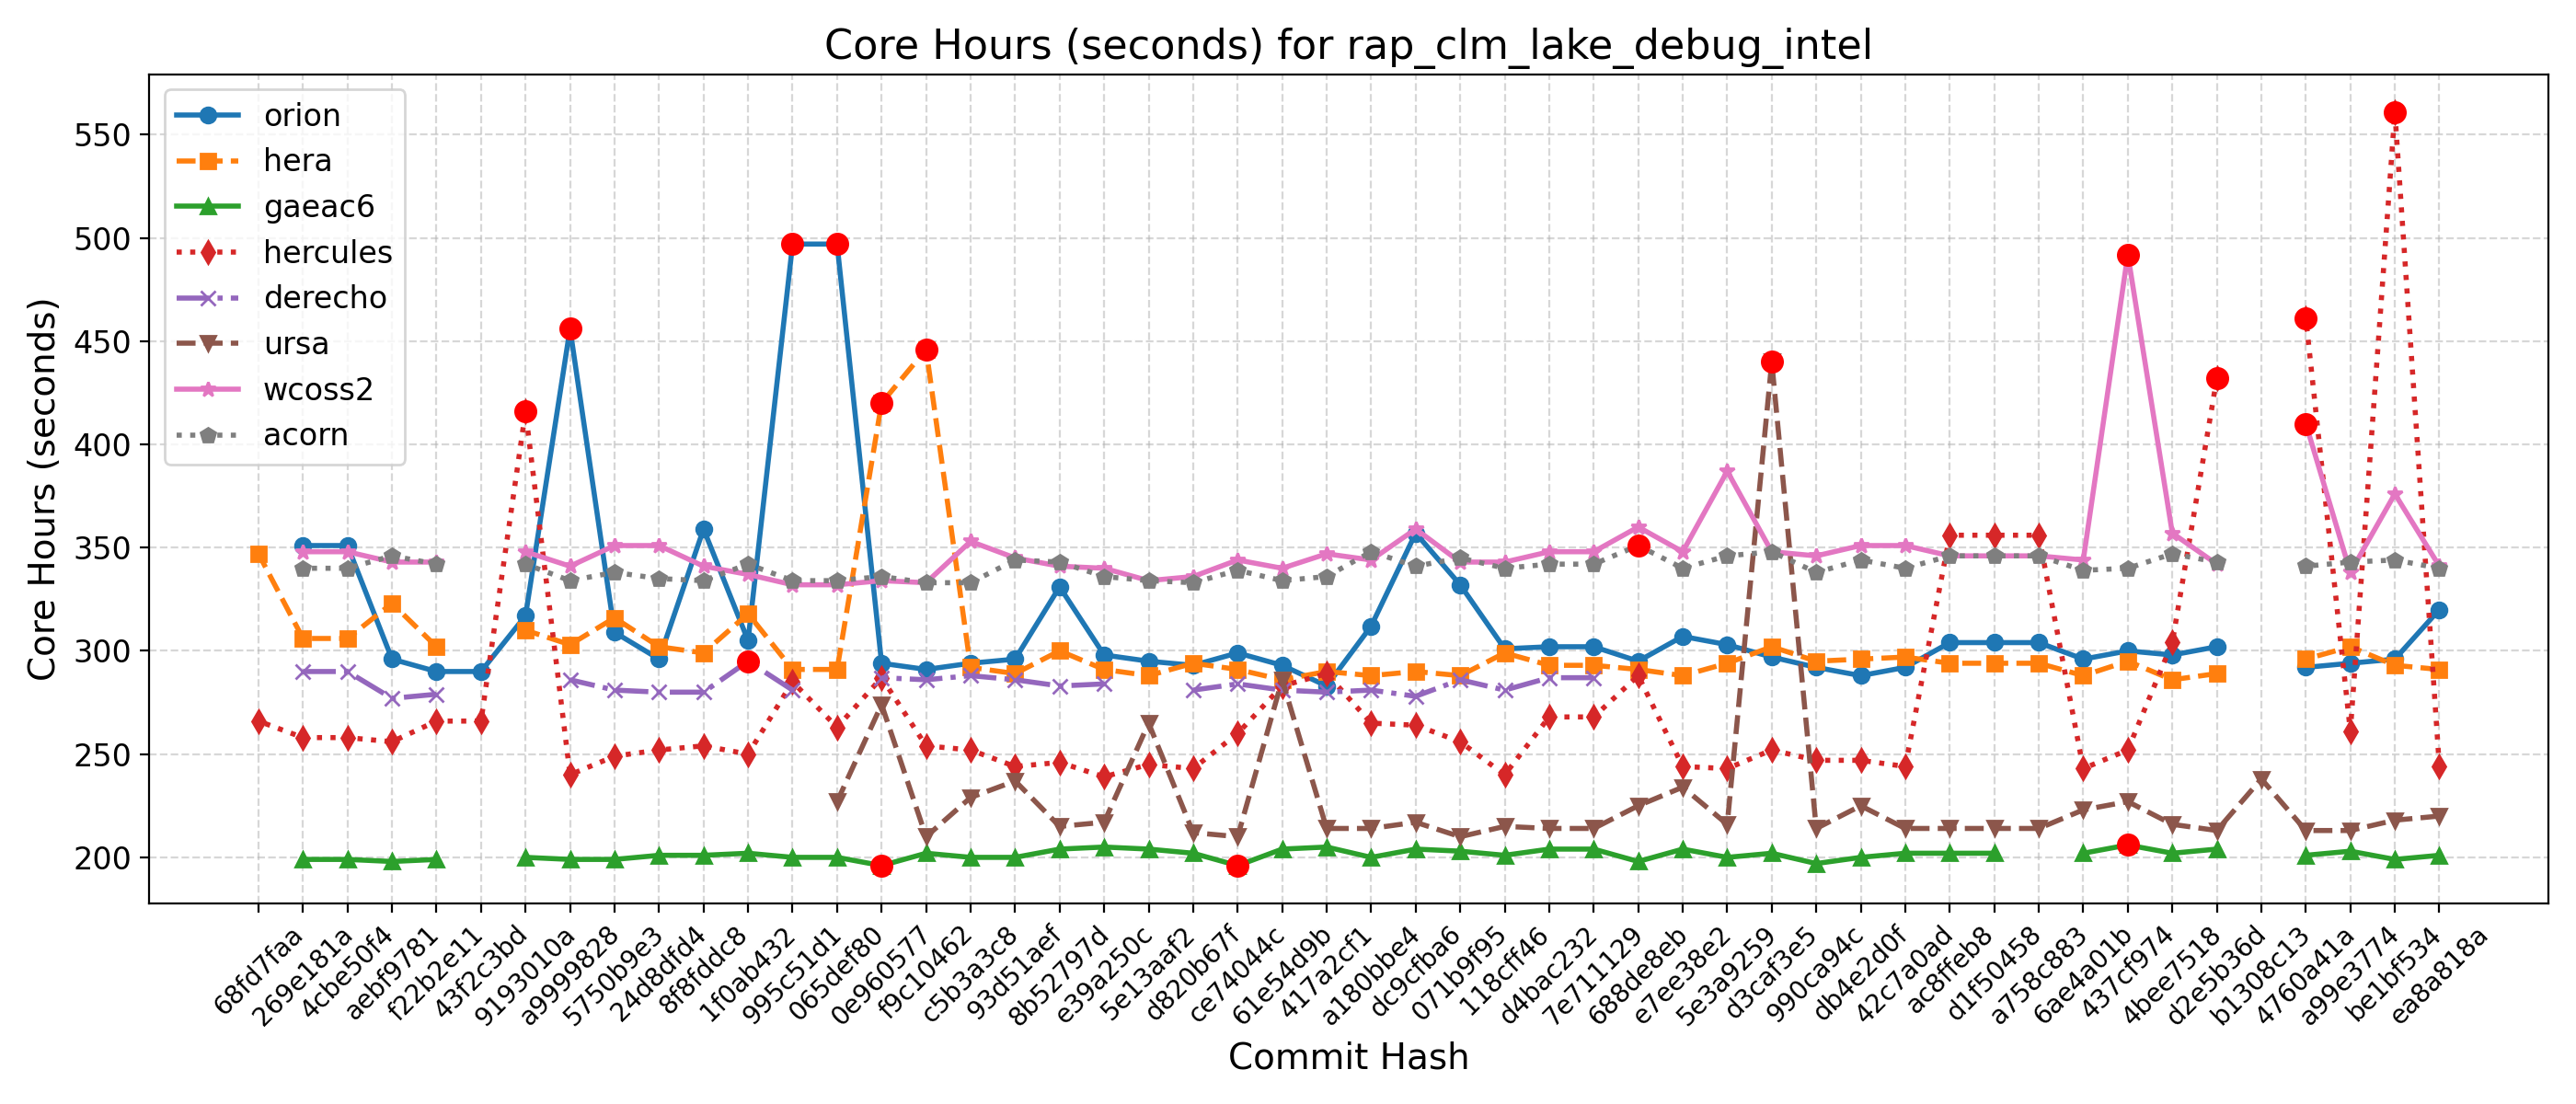 Core Hours (seconds) for rap_clm_lake_debug_intel
orion
hera
gaeac6
hercules
derecho
ursa
wcoss2
acorn
Core Hours (seconds)
550
500
450
400
350
300
250
200
68fd7faa
269e181a
4cbe50f4
aebf9781
f22b2e11
43f2c3bd
9193010a
a9999828
5750b9e3
24d8dfd4
8f8fddc8
1f0ab432
995c51d1
065def80
0e960577
f9c10462
c5b3a3c8
93d51aef
8b52797d
e39a250c
5e13aaf2
d820b67f
ce74044c
61e54d9b
417a2cf1
a180bbe4
dc9cfba6
071b9f95
118cff46
d4bac232
7e711129
688de8eb
e7ee38e2
5e3a9259
d3caf3e5
990ca94c
db4e2d0f
42c7a0ad
ac8ffeb8
d1f50458
a758c883
6ae4a01b
437cf974
4bee7518
d2e5b36d
b1308c13
4760a41a
a99e3774
be1bf534
ea8a818a
Commit Hash